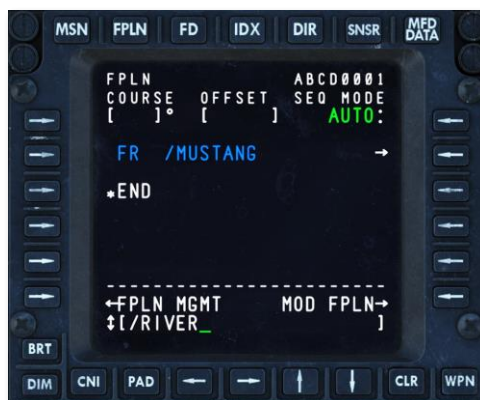 MSN FPLN FD IDX DIR SNSR MFD DATA
FPLN ABCD0001
COURSE OFFSET SEQ MODE
[ ]° [ ] AUTO:
FR /MUSTANG →
*END
--------------------------
←FPLN MGMT MOD FPLN→
↕[/RIVER_ ]
BRT
DIM CNI PAD ← → ↑ ↓ CLR WPN